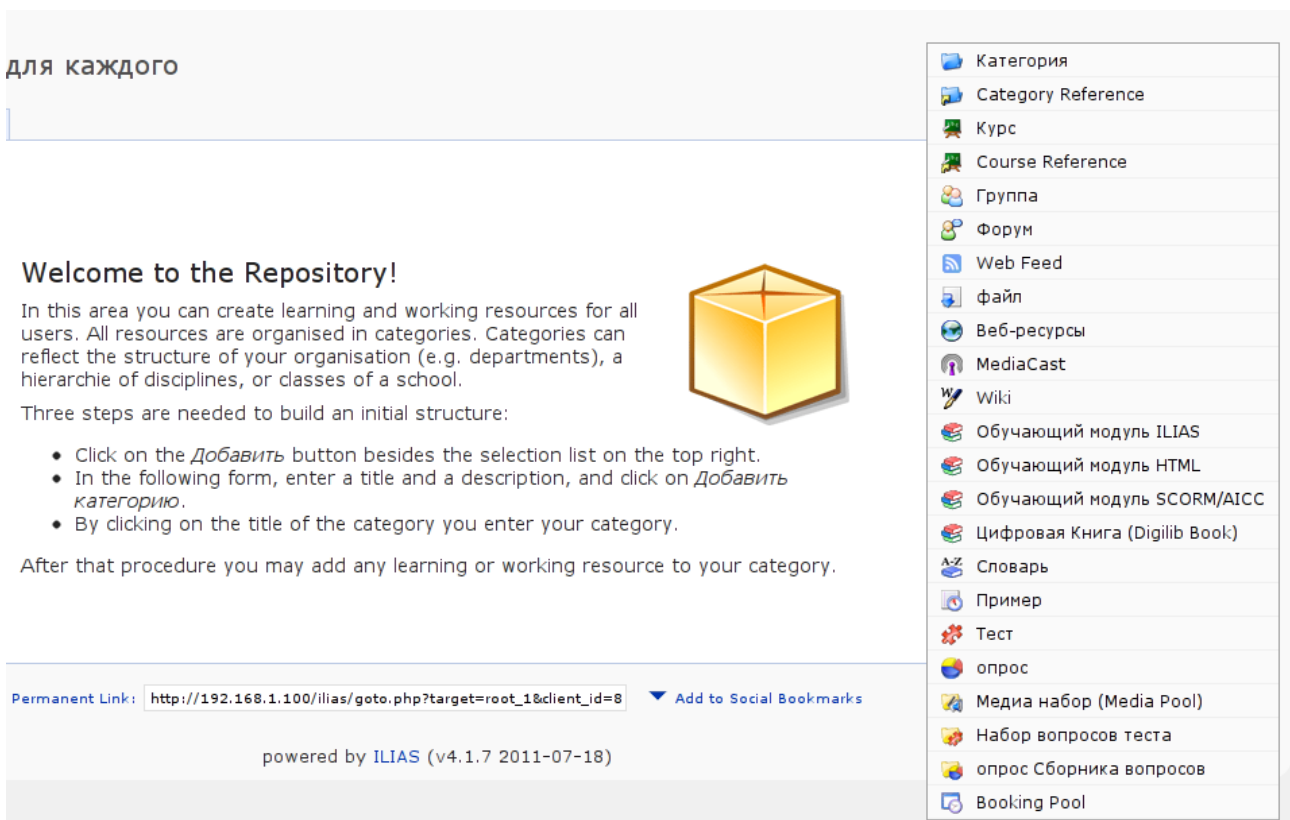 для каждого
Welcome to the Repository!
In this area you can create learning and working resources for all
users. All resources are organised in categories. Categories can
reflect the structure of your organisation (e.g. departments), a
hierarchie of disciplines, or classes of a school.
Three steps are needed to build an initial structure:
• Click on the Добавить button besides the selection list on the top right.
• In the following form, enter a title and a description, and click on Добавить
категорию.
• By clicking on the title of the category you enter your category.
After that procedure you may add any learning or working resource to your category.
Permanent Link: http://192.168.1.100/ilias/goto.php?target=root_1&client_id=8 Add to Social Bookmarks
powered by ILIAS (v4.1.7 2011-07-18)
Категория
Category Reference
Курс
Course Reference
Группа
Форум
Web Feed
файл
Веб-ресурсы
MediaCast
Wiki
Обучающий модуль ILIAS
Обучающий модуль HTML
Обучающий модуль SCORM/AICC
Цифровая Книга (Digilib Book)
Словарь
Пример
Тест
опрос
Медиа набор (Media Pool)
Набор вопросов теста
опрос Сборника вопросов
Booking Pool